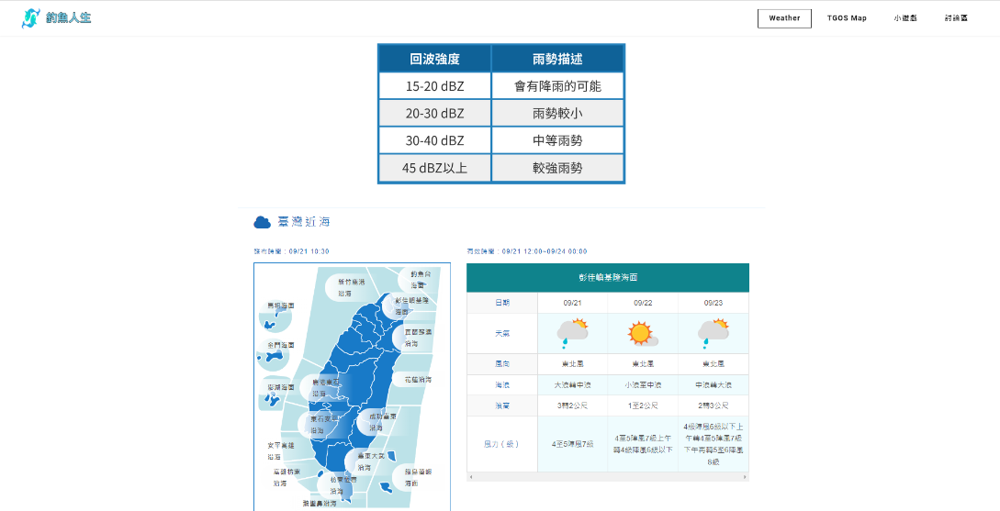 釣魚人生
Weather
TGOS Map
小遊戲
討論區
回波強度 雨勢描述
15-20 dBZ 會有降雨的可能
20-30 dBZ 雨勢較小
30-40 dBZ 中等雨勢
45 dBZ以上 較強雨勢
臺灣近海
發布時間：09/21 10:30
有效時間：09/21 12:00~09/24 00:00
新竹鹿港
沿海
釣魚台
海面
彭佳嶼基隆
海面
馬祖海面
宜蘭蘇澳
沿海
金門海面
花蓮沿海
澎湖海面
鹿港東石
沿海
東石安平
沿海
成功臺東
沿海
安平高雄
沿海
臺東大武
沿海
高雄枋寮
沿海
綠島蘭嶼
海面
枋寮恆春
沿海
鵝鑾鼻沿海
彭佳嶼基隆海面
日期 09/21 09/22 09/23
天氣
風向 東北風 東北風 東北風
海浪 大浪轉中浪 小浪至中浪 中浪轉大浪
浪高 3轉2公尺 1至2公尺 2轉3公尺
風力（級） 4至5陣風7級
4至5陣風7級上午
轉4級陣風6級以下
4級陣風6級以下上
午轉4至5陣風7級
下午再轉5至6陣風
8級